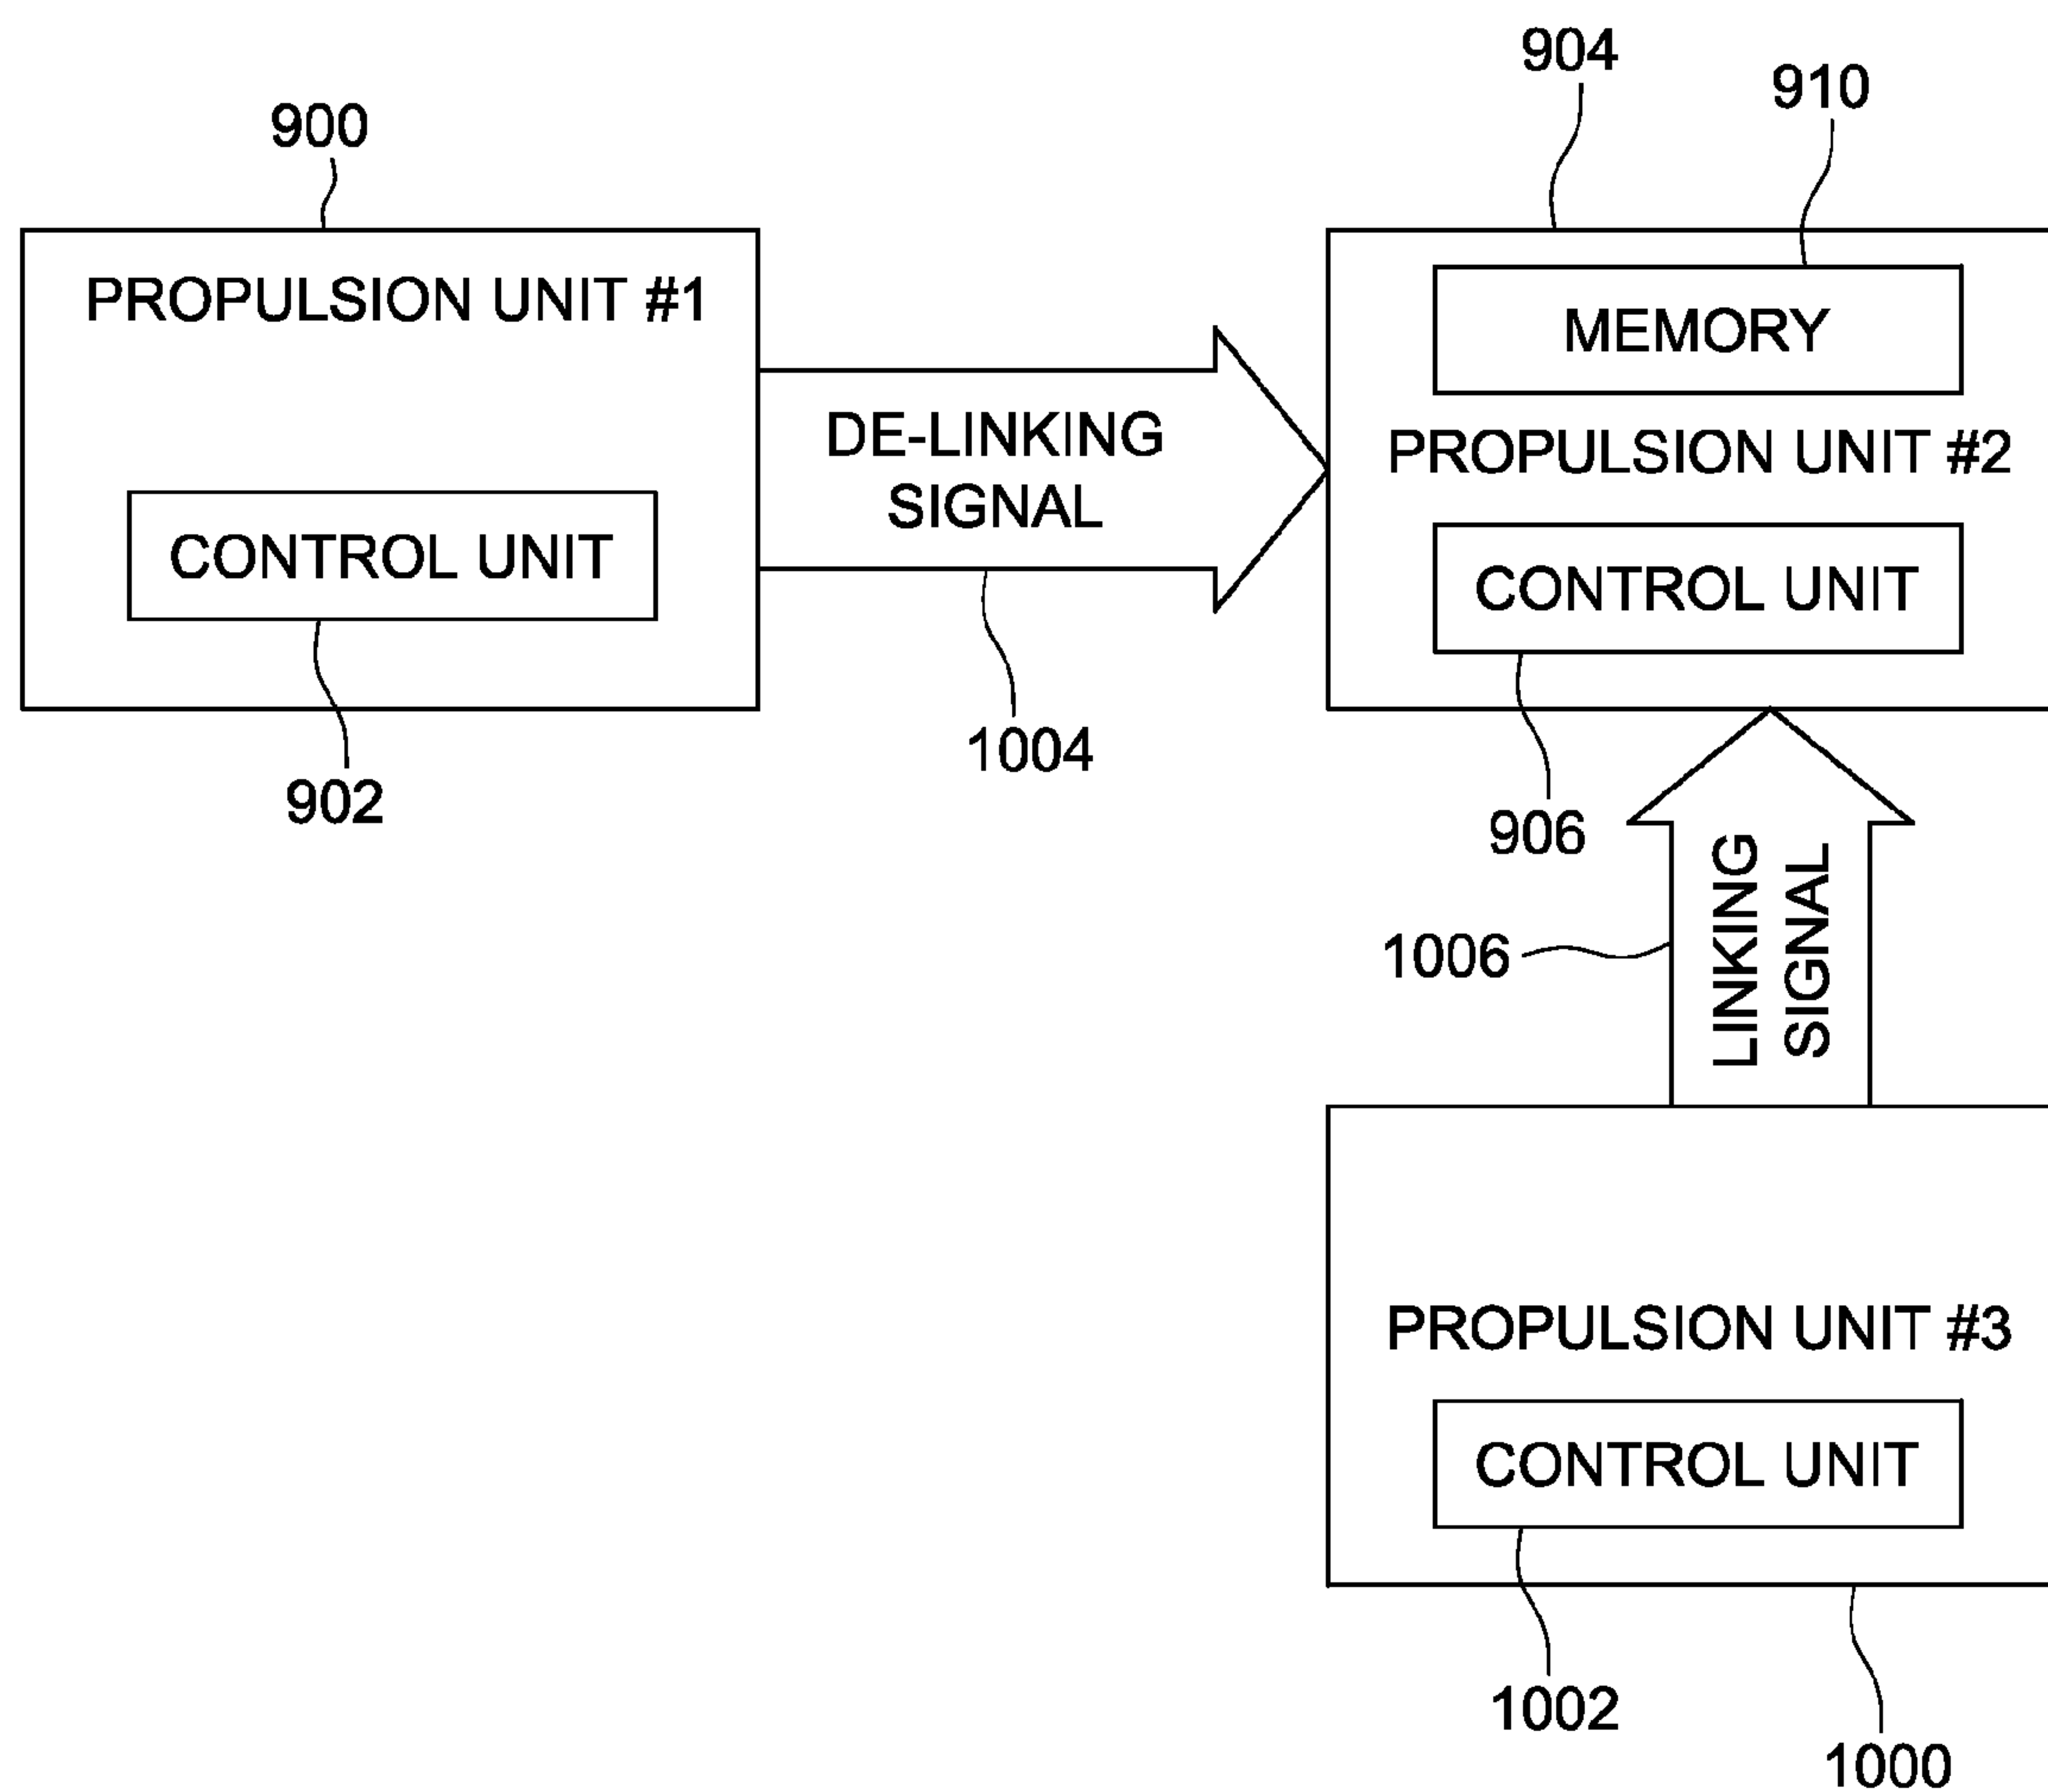 904
910
900
PROPULSION UNIT #1
MEMORY
DE-LINKING
SIGNAL
PROPULSION UNIT #2
CONTROL UNIT
CONTROL UNIT
1004
902
906
LINKING
SIGNAL
1006
PROPULSION UNIT #3
CONTROL UNIT
1002
1000